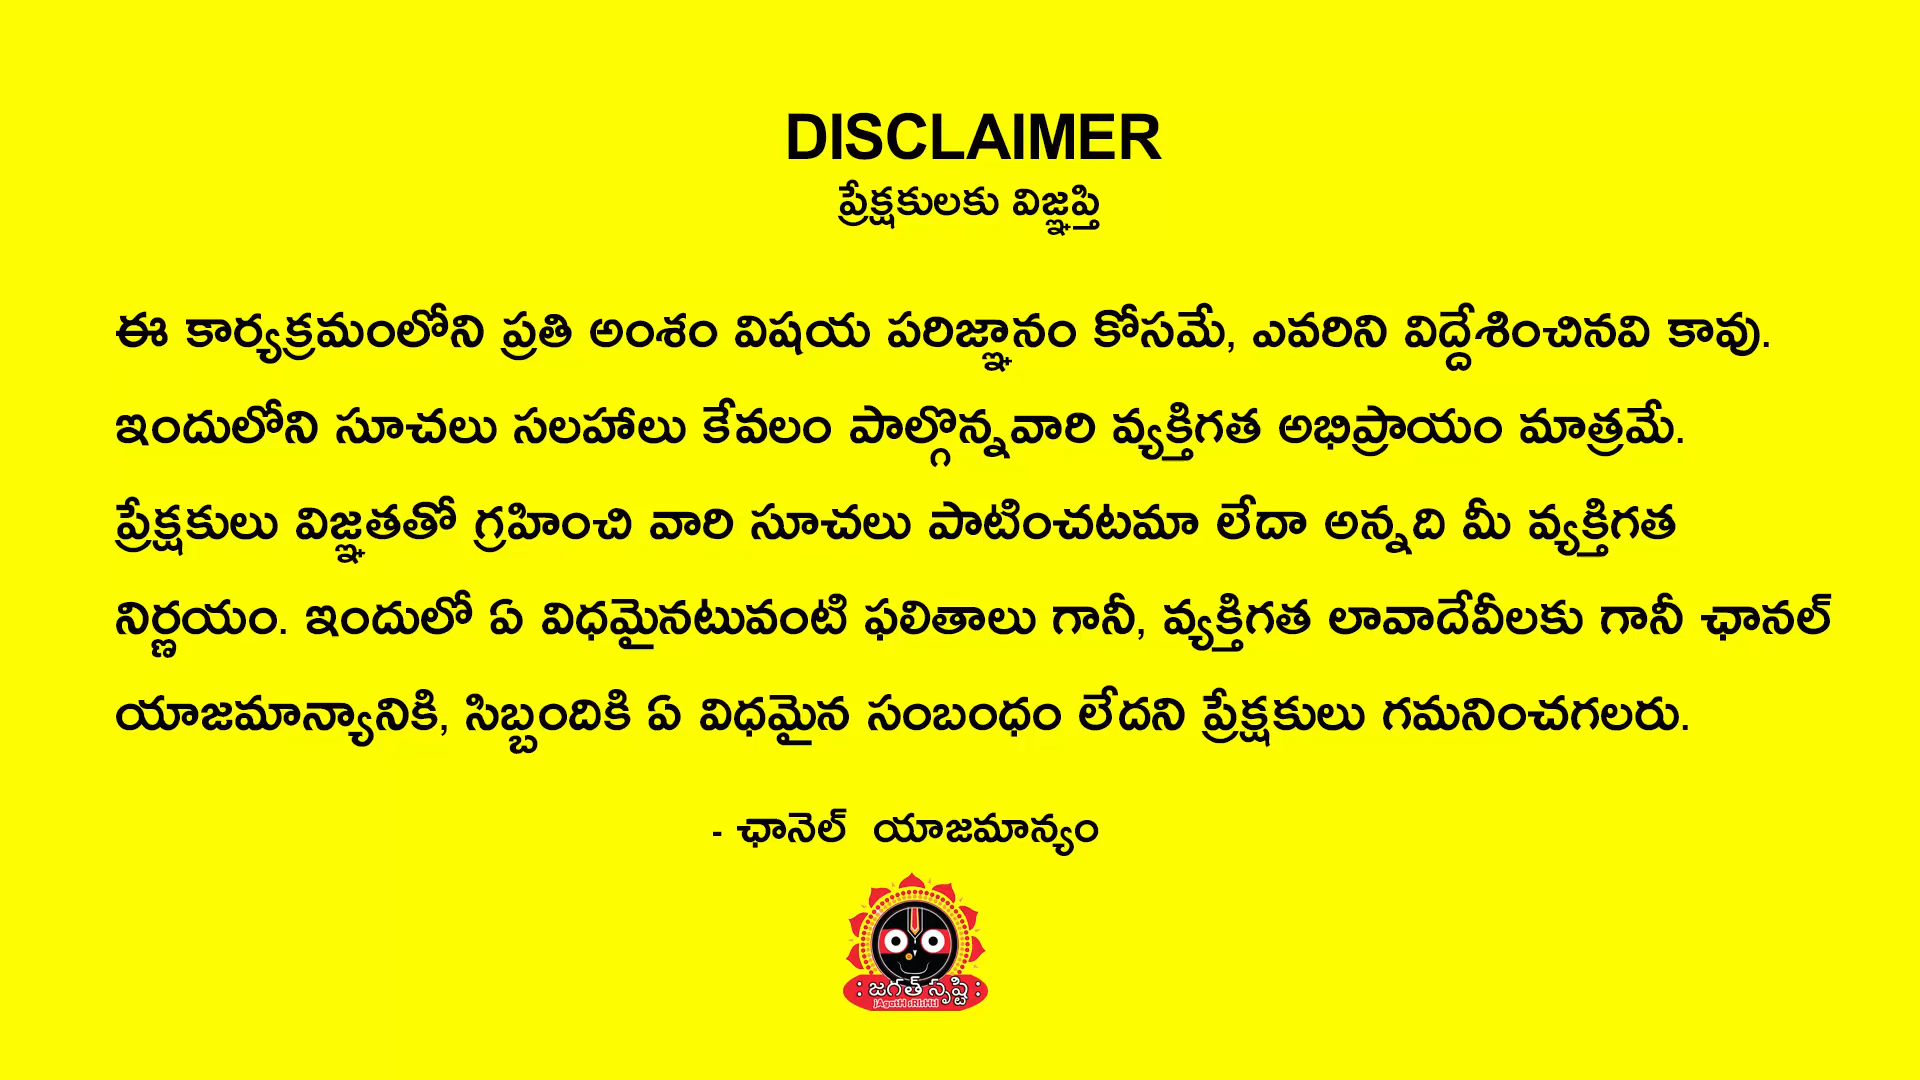 DISCLAIMER
ప్రేక్షకులకు విజ్ఞప్తి
ఈ కార్యక్రమంలోని ప్రతి అంశం విషయ పరిజ్ఞానం కోసమే, ఎవరిని విద్దేశించినవి కావు.
ఇందులోని సూచలు సలహాలు కేవలం పాల్గొన్నవారి వ్యక్తిగత అభిప్రాయం మాత్రమే.
ప్రేక్షకులు విజ్ఞతతో గ్రహించి వారి సూచలు పాటించటమా లేదా అన్నది మీ వ్యక్తిగత
నిర్ణయం. ఇందులో ఏ విధమైనటువంటి ఫలితాలు గానీ, వ్యక్తిగత లావాదేవీలకు గానీ ఛానల్
యాజమాన్యానికి, సిబ్బందికి ఏ విధమైన సంబంధం లేదని ప్రేక్షకులు గమనించగలరు.
- ఛానెల్ యాజమాన్యం
: జగత్ సృష్టి :
jAgatH sRIsHtI